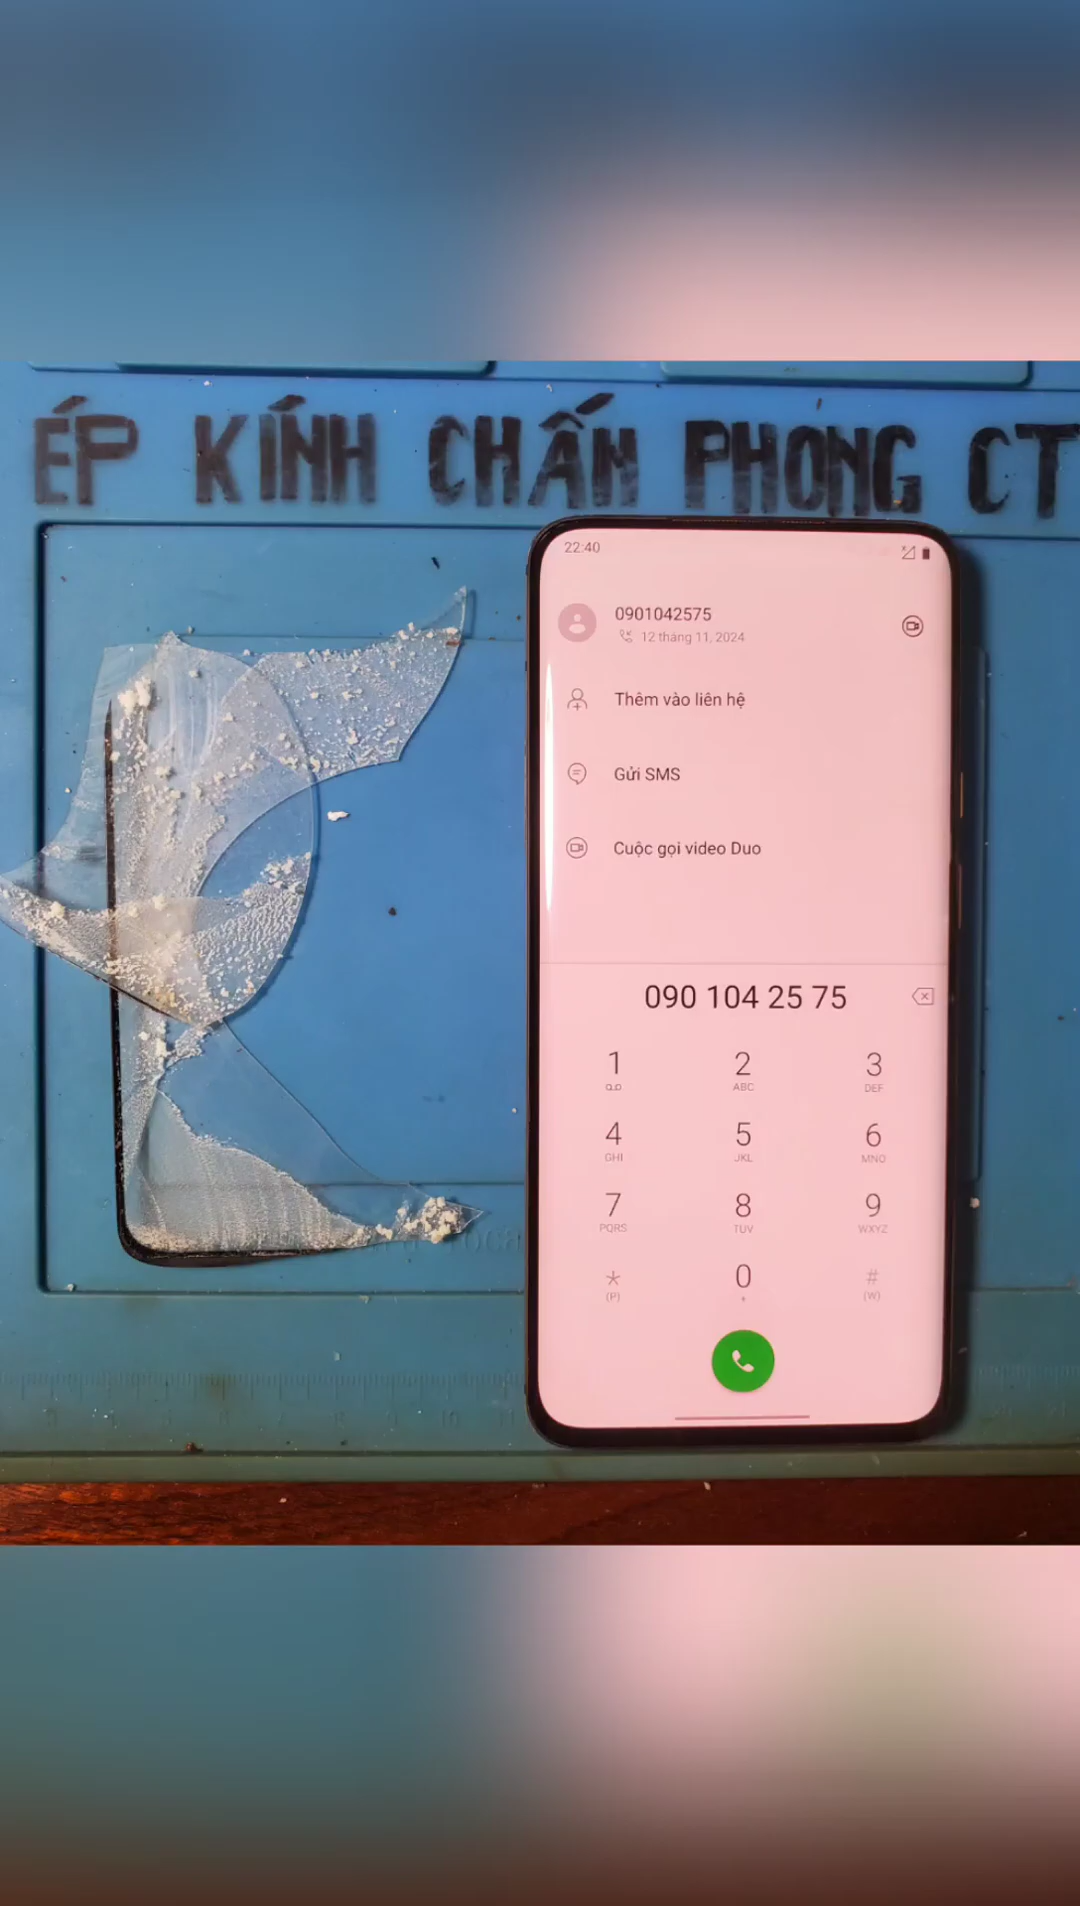 ÉP KÍNH CHẤN PHONG CT
22:40
0901042575
12 tháng 11, 2024
Thêm vào liên hệ
Gửi SMS
Cuộc gọi video Duo
090 104 25 75
1 2 3
ABC DEF
4 5 6
GHI JKL MNO
7 8 9
PQRS TUV WXYZ
* 0 #
(P) + (W)